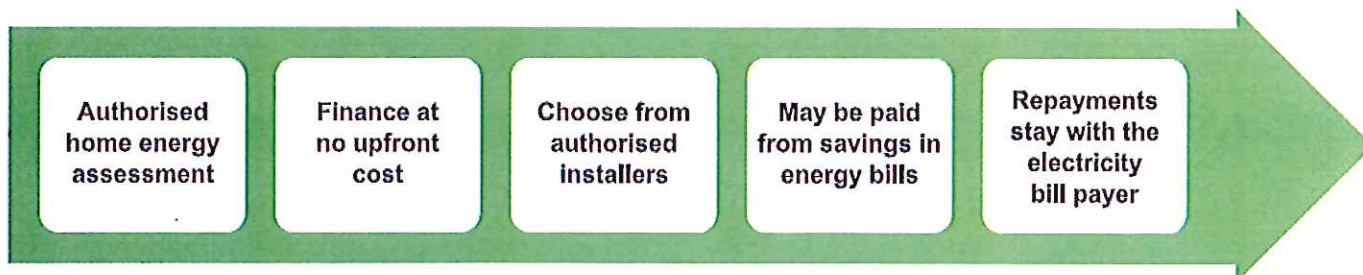 Authorised
home energy
assessment
Finance at
no upfront
cost
Choose from
authorised
installers
May be paid
from savings in
energy bills
Repayments
stay with the
electricity
bill payer